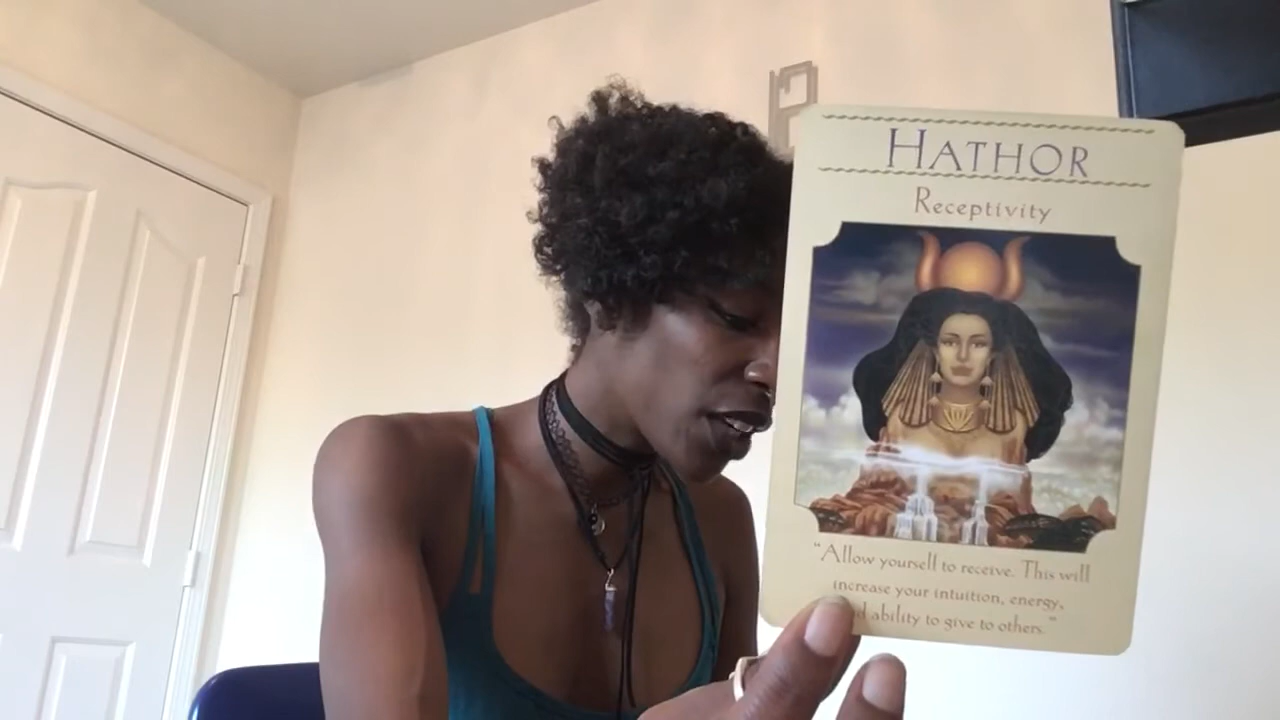 HATHOR
Receptivity
"Allow yourself to receive. This will
increase your intuition, energy,
ability to give to others."